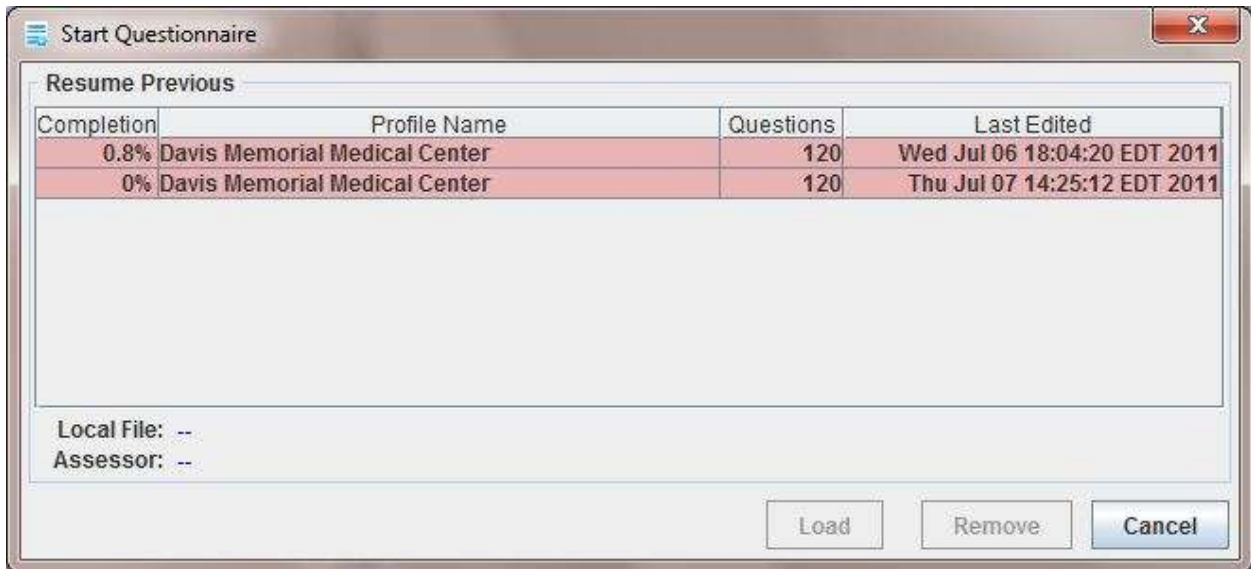 Start Questionnaire
Resume Previous
Completion Profile Name Questions Last Edited
0.8% Davis Memorial Medical Center 120 Wed Jul 06 18:04:20 EDT 2011
0% Davis Memorial Medical Center 120 Thu Jul 07 14:25:12 EDT 2011
Local File: --
Assessor: --
Load Remove Cancel